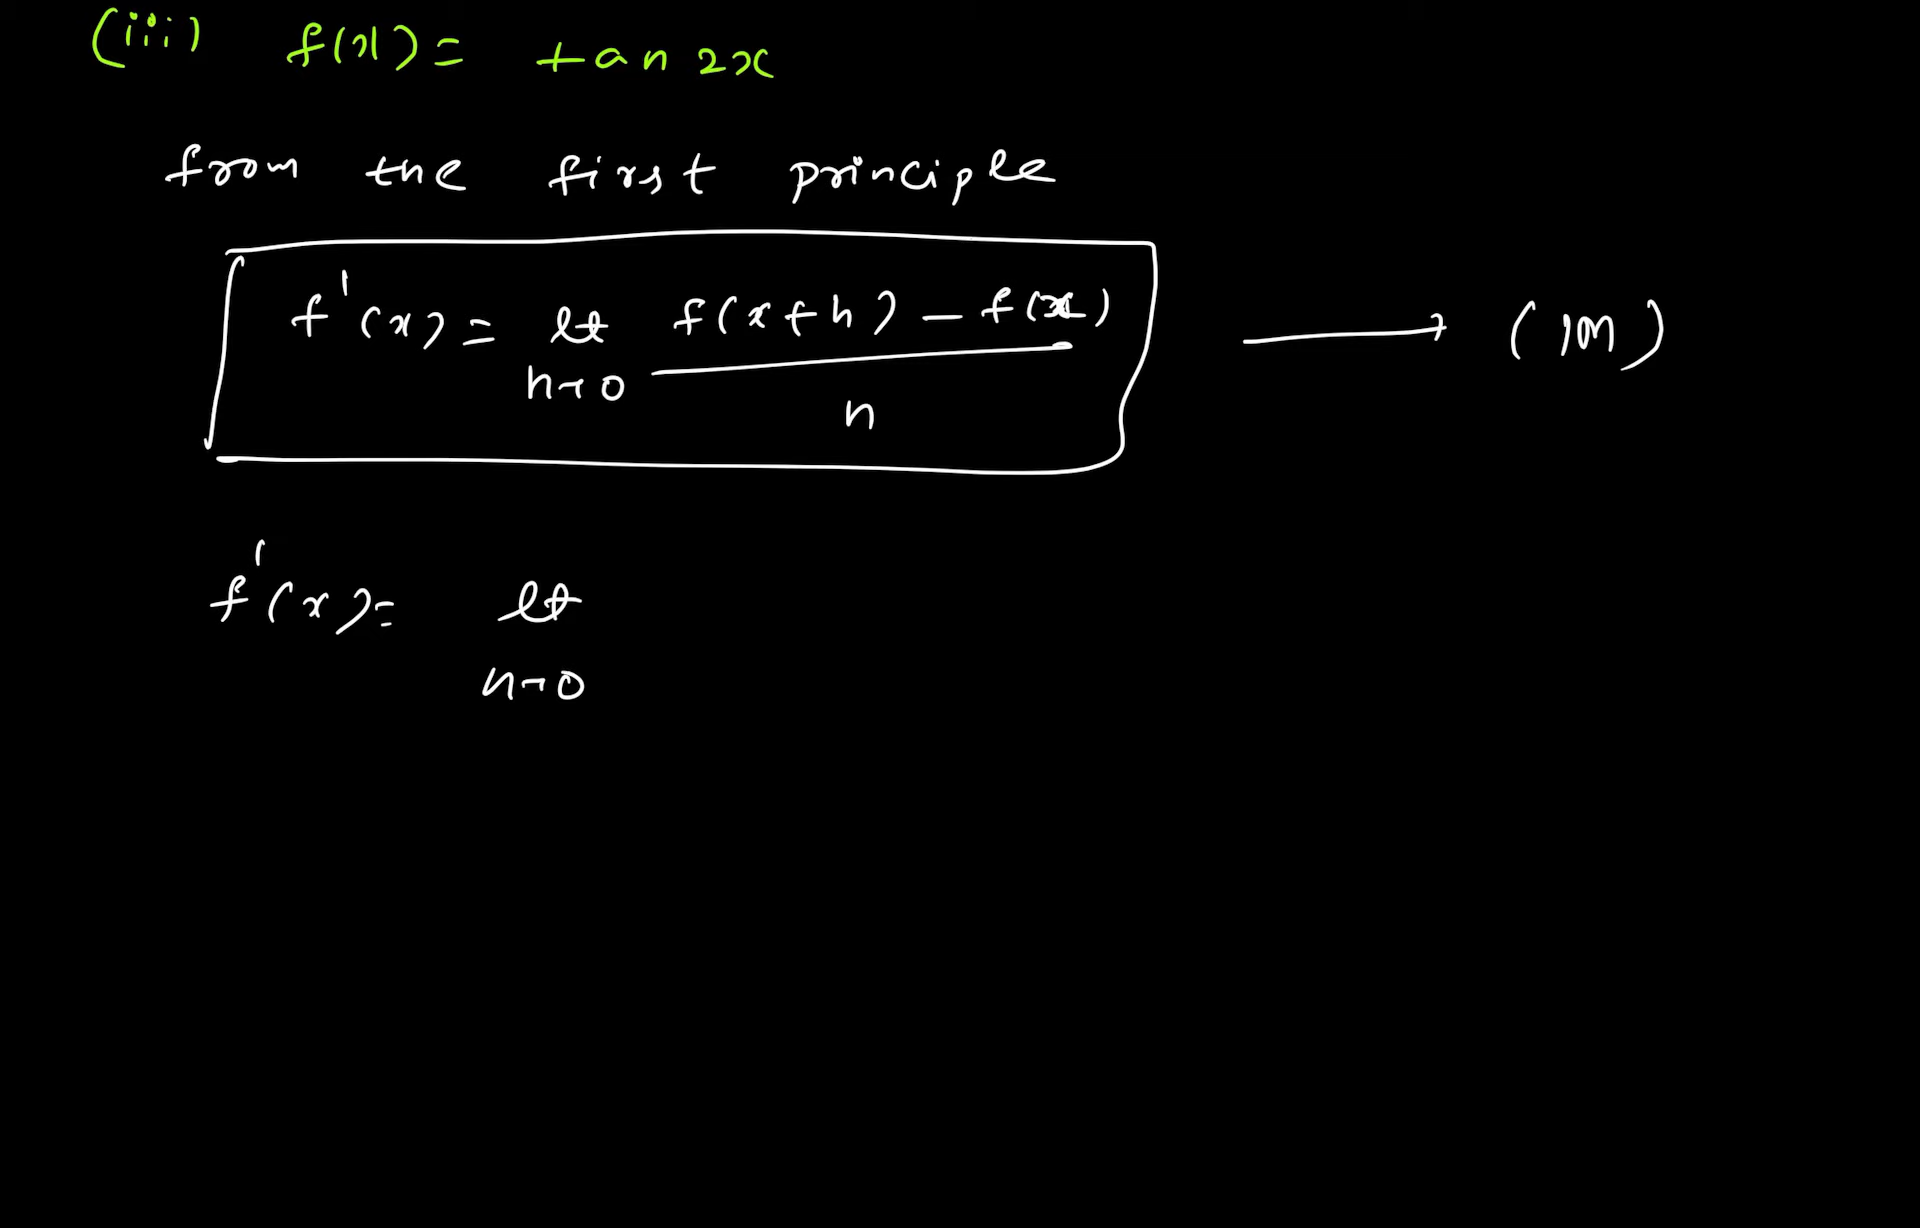 (iii) f(x) = tan 2x
from the first principle
f'(x) = lt f(x+h) - f(x) → (1M)
h→0 h
f'(x) = lt
h→0